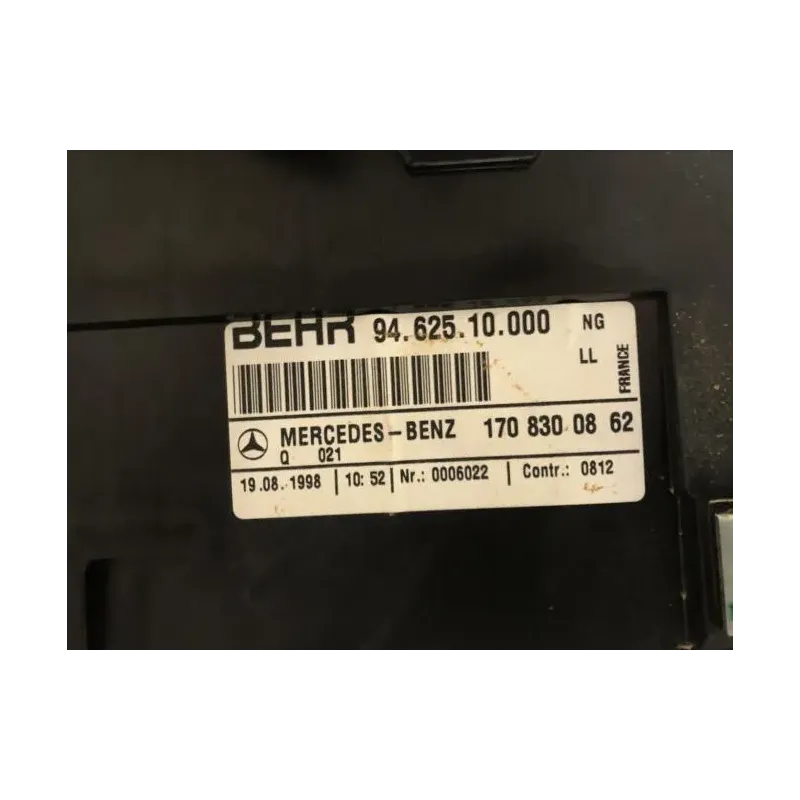 BEHR 94.625.10.000 NG
LL
FRANCE
MERCEDES-BENZ 170 830 08 62
Q 021
19.08.1998 | 10:52 | Nr.: 0006022 | Contr.: 0812